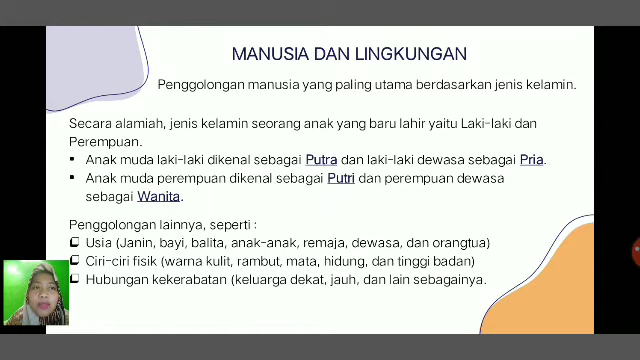 MANUSIA DAN LINGKUNGAN
Penggolongan manusia yang paling utama berdasarkan jenis kelamin.
Secara alamiah, jenis kelamin seorang anak yang baru lahir yaitu Laki-laki dan
Perempuan.
▪ Anak muda laki-laki dikenal sebagai Putra dan laki-laki dewasa sebagai Pria.
▪ Anak muda perempuan dikenal sebagai Putri dan perempuan dewasa
sebagai Wanita.
Penggolongan lainnya, seperti :
❑ Usia (Janin, bayi, balita, anak-anak, remaja, dewasa, dan orangtua)
❑ Ciri-ciri fisik (warna kulit, rambut, mata, hidung, dan tinggi badan)
❑ Hubungan kekerabatan (keluarga dekat, jauh, dan lain sebagainya.